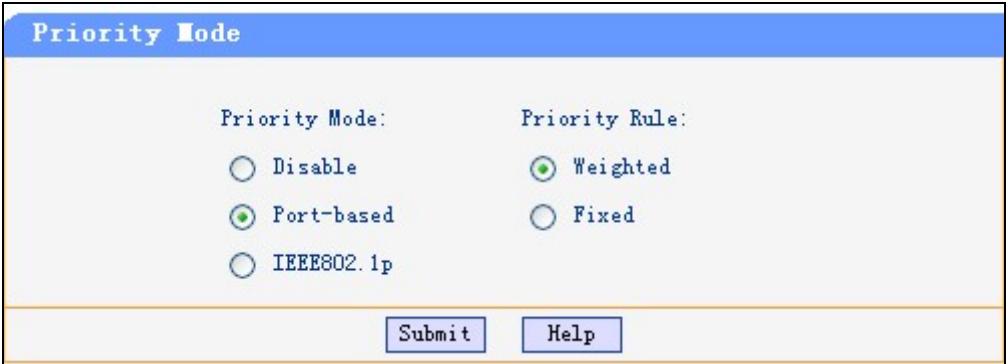 Priority Mode
Priority Mode: Priority Rule:
Disable Weighted
Port-based Fixed
IEEE802.1p
Submit Help